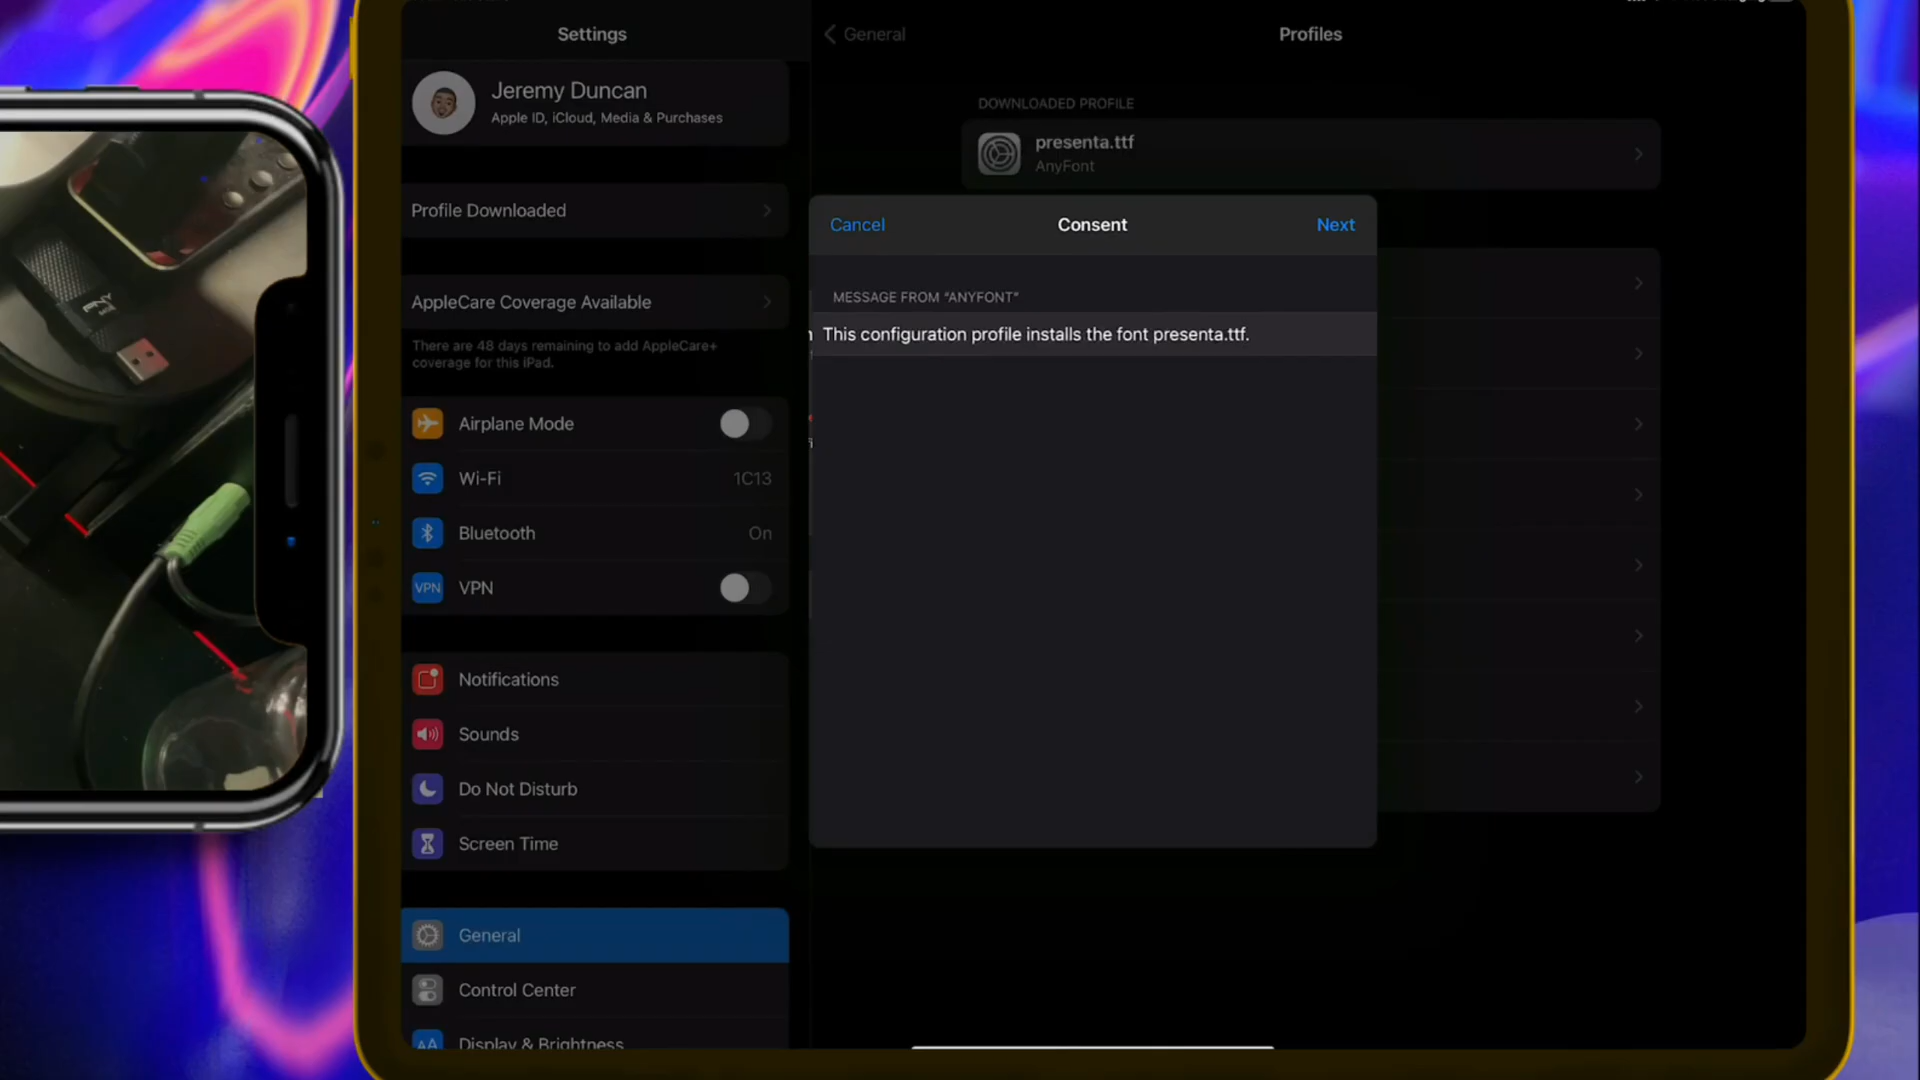 Settings
Jeremy Duncan
Apple ID, iCloud, Media & Purchases
Profile Downloaded
AppleCare Coverage Available
There are 48 days remaining to add AppleCare+
coverage for this iPad.
Airplane Mode
Wi-Fi 1C13
Bluetooth On
VPN VPN
Notifications
Sounds
Do Not Disturb
Screen Time
General
Control Center
AA Display & Brightness
General Profiles
DOWNLOADED PROFILE
presenta.ttf
AnyFont
Cancel Consent Next
MESSAGE FROM “ANYFONT”
This configuration profile installs the font presenta.ttf.
PNY